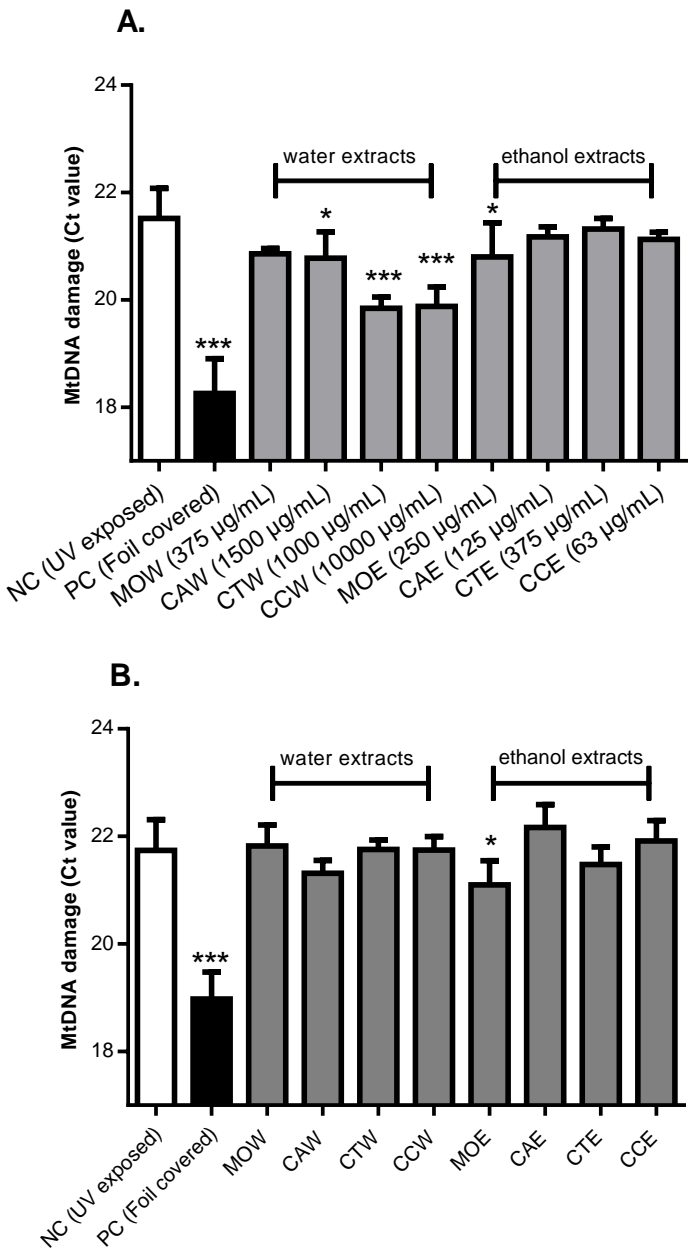 A.
24
22
20
18
MtDNA damage (Ct value)
water extracts
ethanol extracts
***
*
***
***
*
NC (UV exposed)
PC (Foil covered)
MOW (375 µg/mL)
CAW (1500 µg/mL)
CTW (1000 µg/mL)
CCW (10000 µg/mL)
MOE (250 µg/mL)
CAE (125 µg/mL)
CTE (375 µg/mL)
CCE (63 µg/mL)
B.
24
22
20
18
MtDNA damage (Ct value)
water extracts
ethanol extracts
***
*
NC (UV exposed)
PC (Foil covered)
MOW
CAW
CTW
CCW
MOE
CAE
CTE
CCE